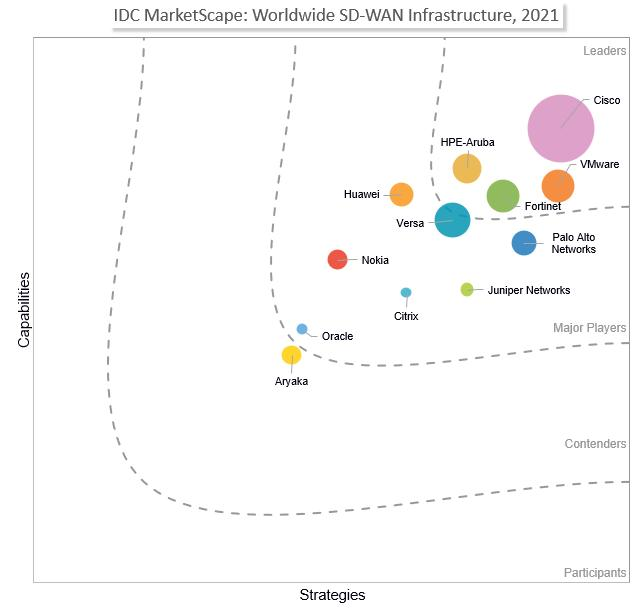 IDC MarketScape: Worldwide SD-WAN Infrastructure, 2021
Leaders
Cisco
HPE-Aruba
VMware
Huawei
Fortinet
Versa
Palo Alto
Networks
Nokia
Juniper Networks
Citrix
Major Players
Oracle
Aryaka
Capabilities
Contenders
Participants
Strategies